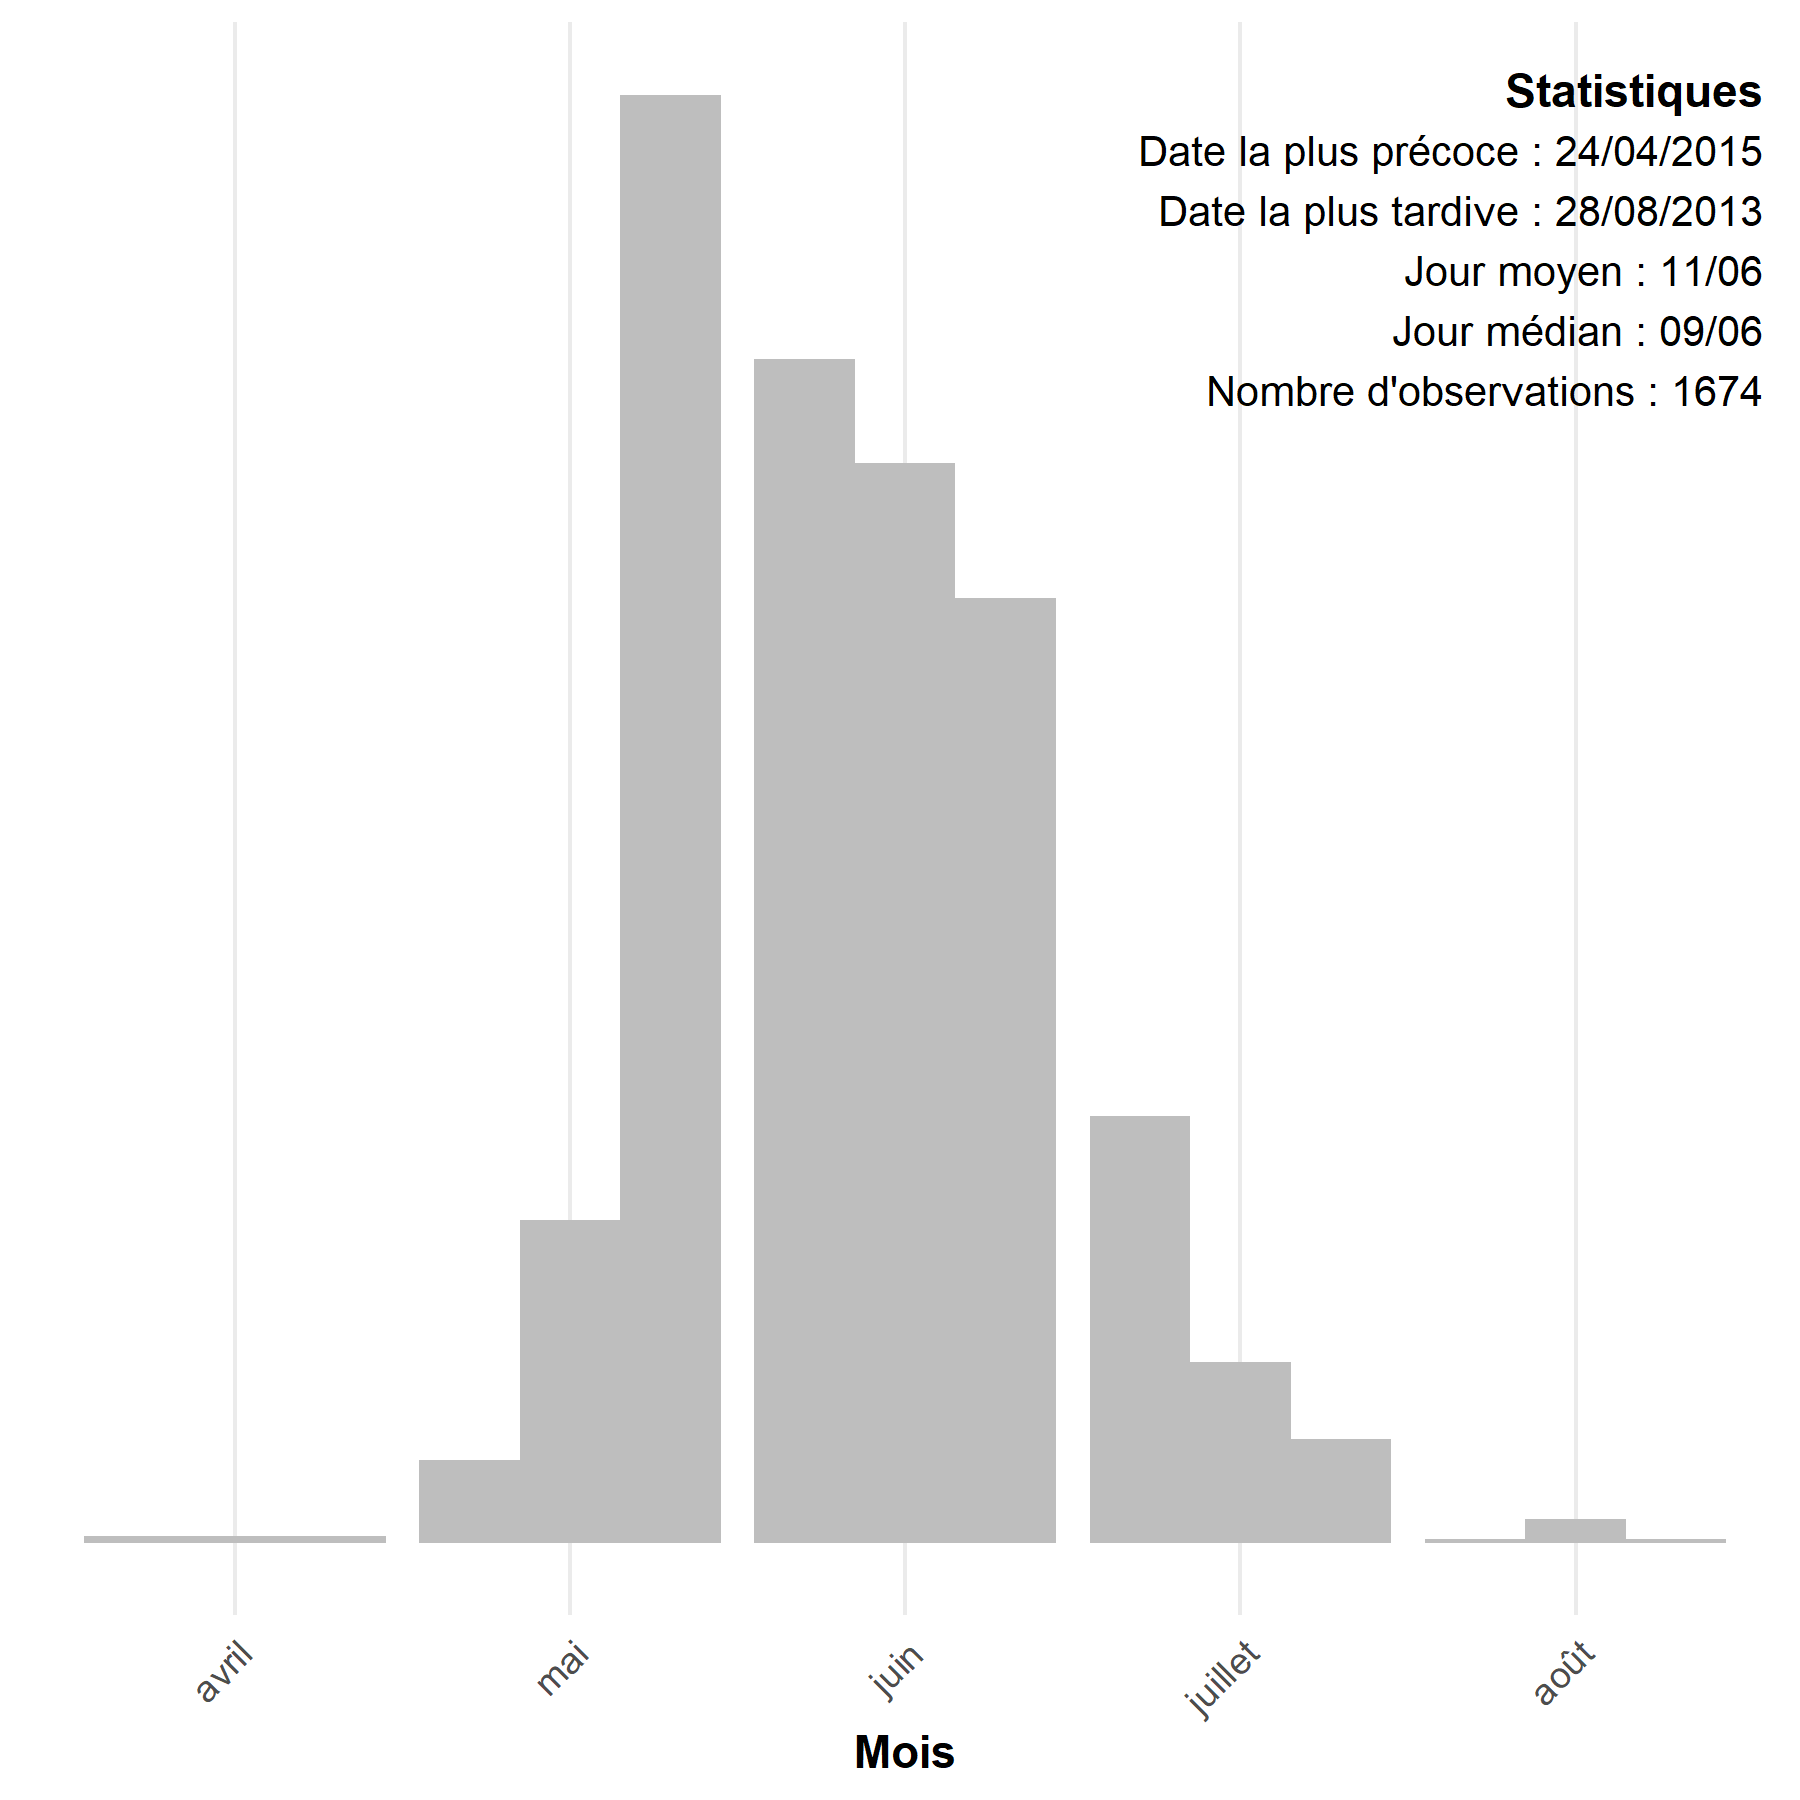 Statistiques
Date la plus précoce : 24/04/2015
Date la plus tardive : 28/08/2013
Jour moyen : 11/06
Jour médian : 09/06
Nombre d'observations : 1674
avril
mai
juin
juillet
août
Mois